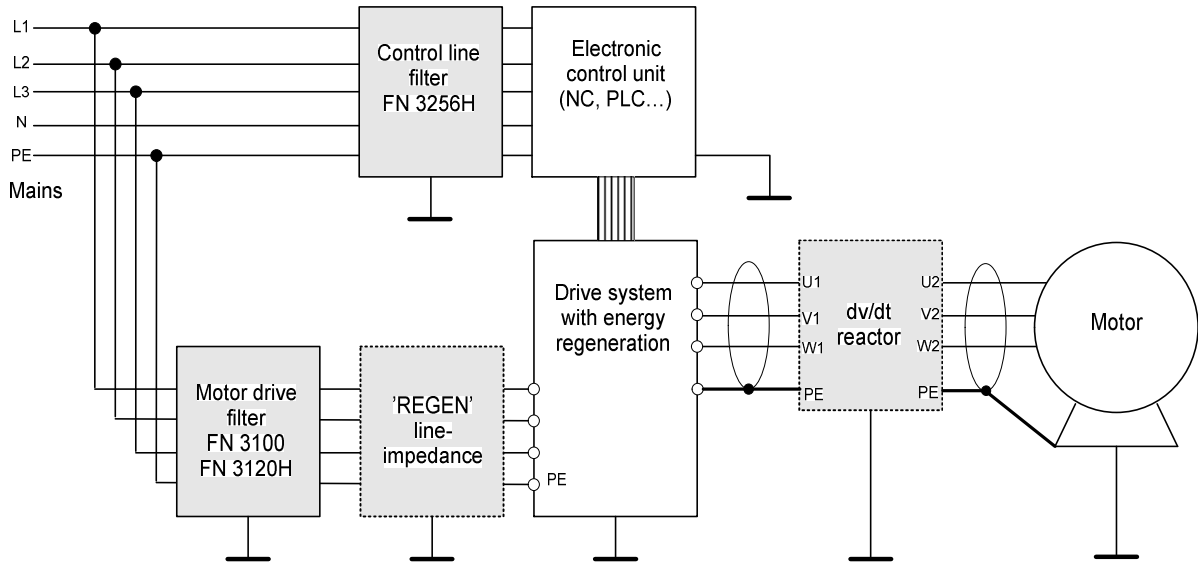 L1
L2
L3
N
PE
Mains
Control line
filter
FN 3256H
Electronic
control unit
(NC, PLC…)
Drive system
with energy
regeneration
PE
U1
V1
W1
PE
dv/dt
reactor
U2
V2
W2
PE
Motor
Motor drive
filter
FN 3100
FN 3120H
’REGEN’
line-
impedance